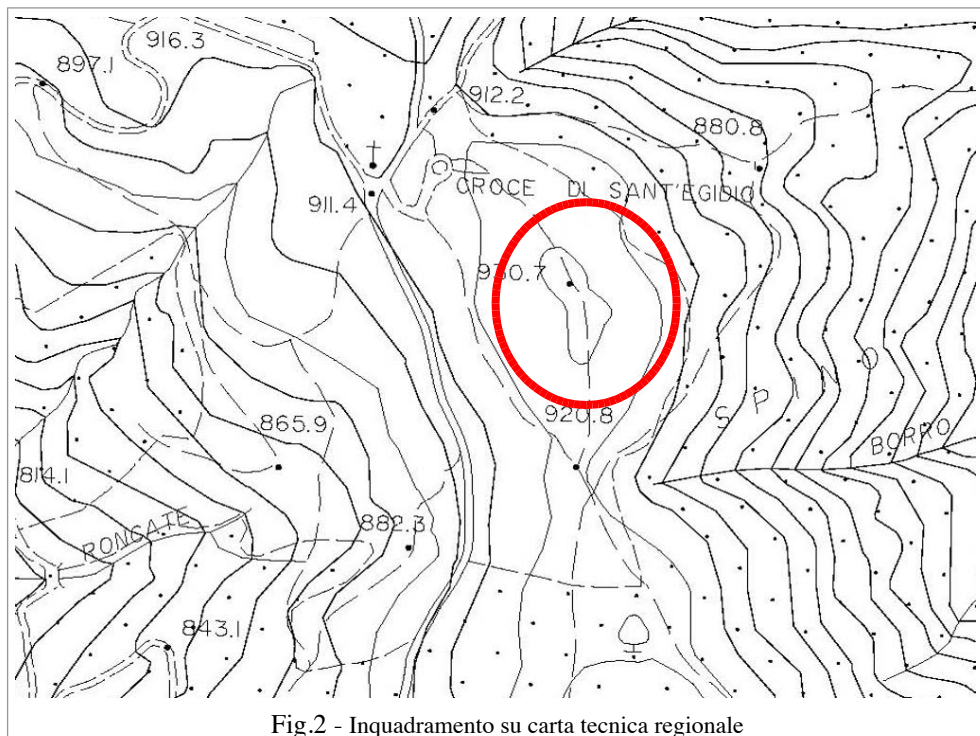 916.3
897.1
912.2
880.8
CROCE DI SANT'EGIDIO
911.4
930.7
920.8
865.9
S P I N O
BORRO
814.1
RONCATE
882.3
843.1
Fig.2 - Inquadramento su carta tecnica regionale